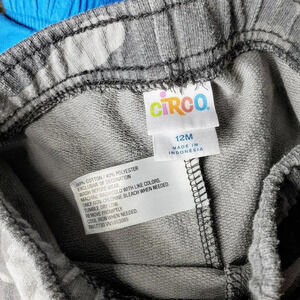 CiRCO.
12M
MADE IN
INDONESIA
60% COTTON / 40% POLYESTER
EXCLUSIVE OF DECORATION
MACHINE WASH COLD WITH LIKE COLORS.
ONLY NON-CHLORINE BLEACH WHEN NEEDED.
TUMBLE DRY LOW.
REMOVE PROMPTLY.
COOL IRON WHEN NEEDED.